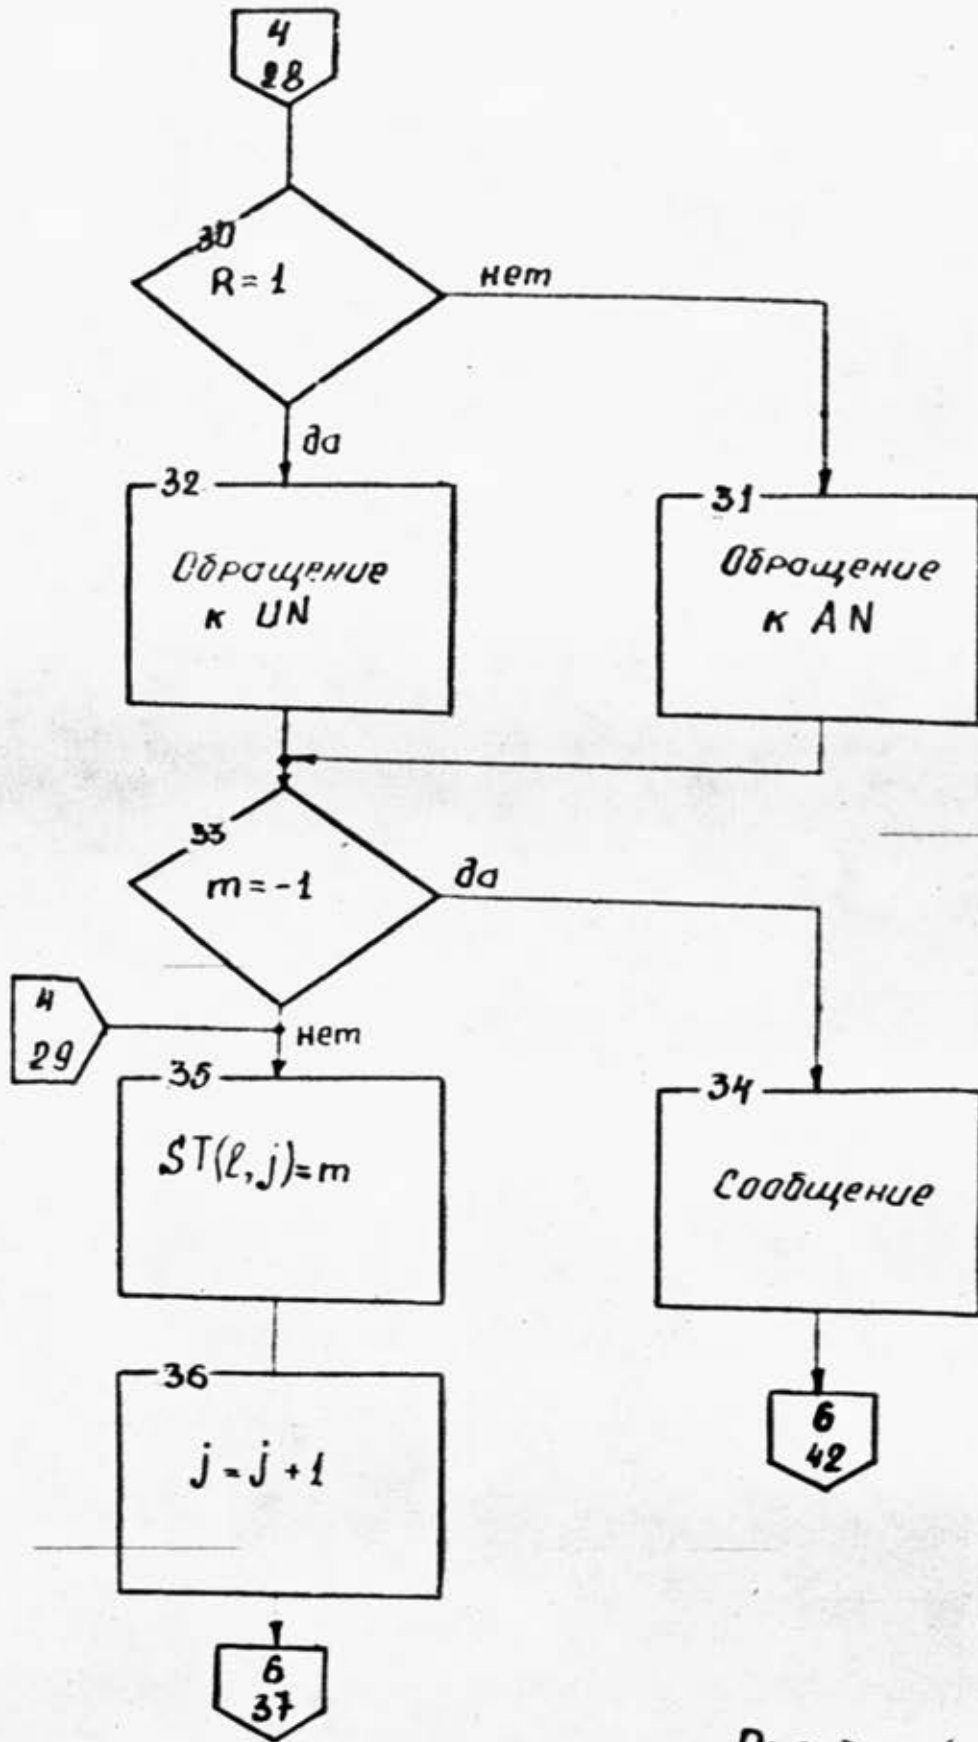 4
28
30
R = 1
нет
да
32
Обращение
к UN
31
Обращение
к AN
33
m = -1
да
4
29
нет
35
ST(l, j) = m
34
Сообщение
36
j = j + 1
6
42
6
37